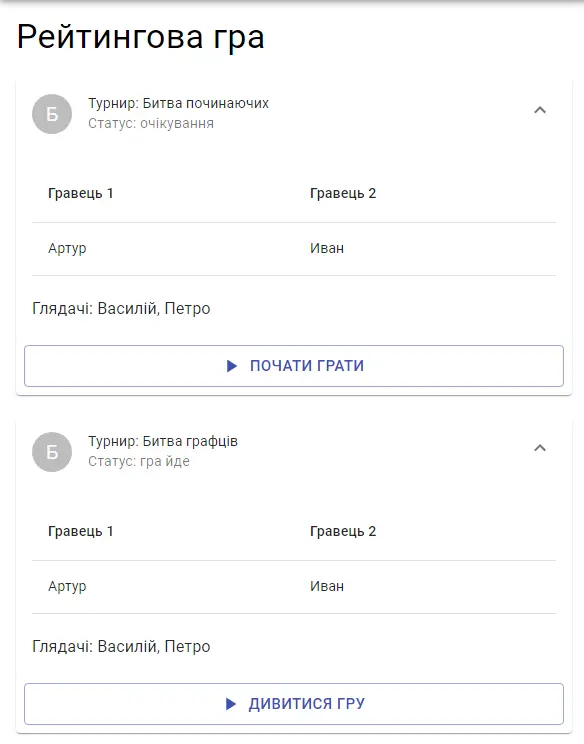 Рейтингова гра
Б
Турнир: Битва починаючих
Статус: очікування
Гравець 1 Гравець 2
Артур Иван
Глядачі: Василій, Петро
ПОЧАТИ ГРАТИ
Б
Турнир: Битва графців
Статус: гра йде
Гравець 1 Гравець 2
Артур Иван
Глядачі: Василій, Петро
ДИВИТИСЯ ГРУ